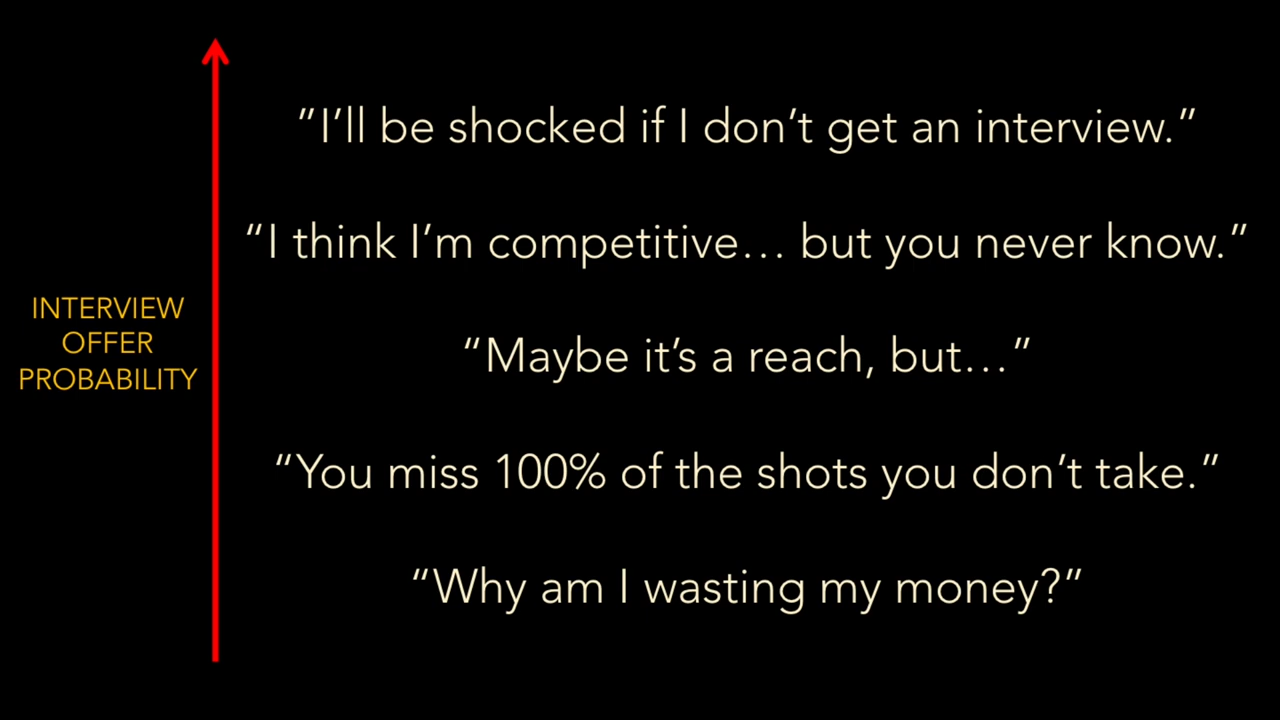 ”I’ll be shocked if I don’t get an interview.”
“I think I’m competitive… but you never know.”
INTERVIEW
OFFER
PROBABILITY
“Maybe it’s a reach, but…”
“You miss 100% of the shots you don’t take.”
“Why am I wasting my money?”